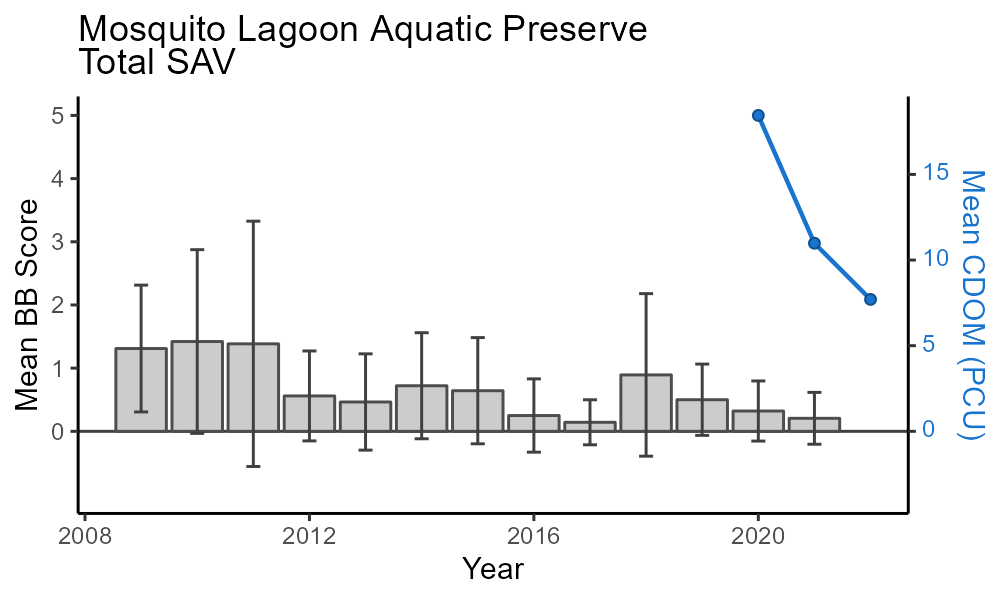 Mosquito Lagoon Aquatic Preserve
Total SAV
Mean BB Score
5
4
3
2
1
0
15
10
5
0
Mean CDOM (PCU)
2008
2012
2016
2020
Year